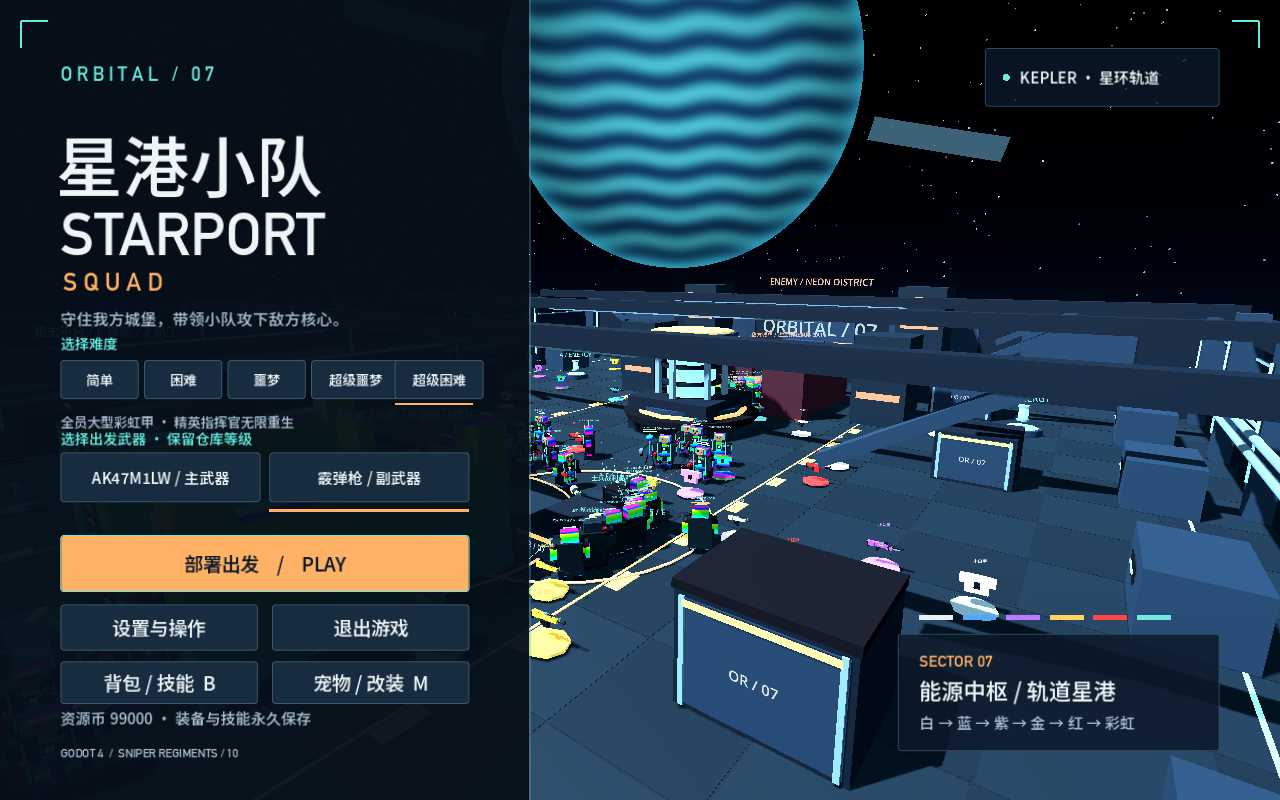 ORBITAL / 07
星港小队
STARPORT
SQUAD
守住我方城堡，带领小队攻下敌方核心。
选择难度
简单
困难
噩梦
超级噩梦
超级困难
全员大型彩虹甲 · 精英指挥官无限重生
选择出发武器 · 保留仓库等级
AK47M1LW / 主武器
霰弹枪 / 副武器
部署出发 / PLAY
设置与操作
退出游戏
背包 / 技能 B
宠物 / 改装 M
资源币 99000 · 装备与技能永久保存
GODOT 4 / SNIPER REGIMENTS / 10
KEPLER · 星环轨道
ENEMY / NEON DISTRICT
ORBITAL / 07
OR / 07
OR / 07
SECTOR 07
能源中枢 / 轨道星港
白 → 蓝 → 紫 → 金 → 红 → 彩虹